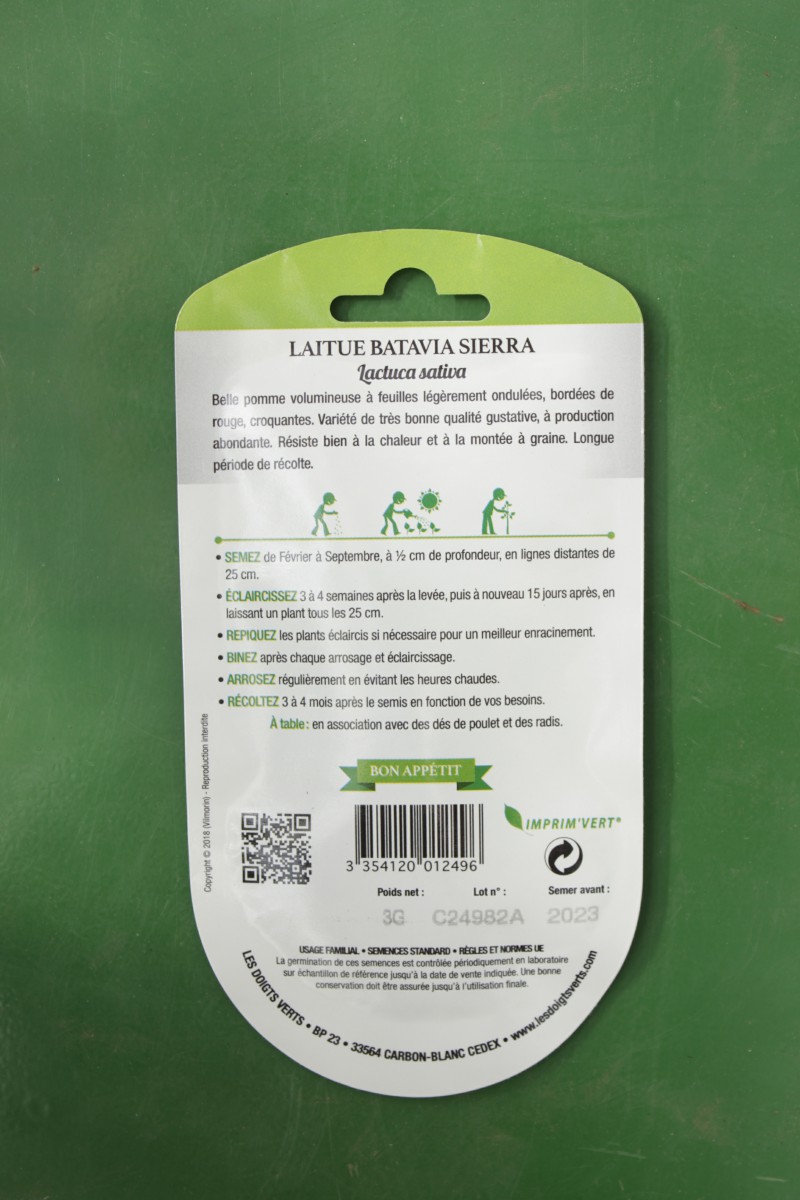 LAITUE BATAVIA SIERRA
Lactuca sativa
Belle pomme volumineuse à feuilles légèrement ondulées, bordées de
rouge, croquantes. Variété de très bonne qualité gustative, à production
abondante. Résiste bien à la chaleur et à la montée à graine. Longue
période de récolte.
• SEMEZ de Février à Septembre, à ½ cm de profondeur, en lignes distantes de
25 cm.
• ÉCLAIRCISSEZ 3 à 4 semaines après la levée, puis à nouveau 15 jours après, en
laissant un plant tous les 25 cm.
• REPIQUEZ les plants éclaircis si nécessaire pour un meilleur enracinement.
• BINEZ après chaque arrosage et éclaircissage.
• ARROSEZ régulièrement en évitant les heures chaudes.
• RÉCOLTEZ 3 à 4 mois après le semis en fonction de vos besoins.
À table : en association avec des dés de poulet et des radis.
Copyright © 2018 (Vilmorin) - Reproduction interdite
BON APPÉTIT
IMPRIM'VERT®
3 354120 012496
Poids net : Lot n° : Semer avant :
3G C24982A 2023
USAGE FAMILIAL • SEMENCES STANDARD • RÈGLES ET NORMES UE
La germination de ces semences est contrôlée périodiquement en laboratoire
sur échantillon de référence jusqu'à la date de vente indiquée. Une bonne
conservation doit être assurée jusqu'à l'utilisation finale.
LES DOIGTS VERTS • BP 23 • 33564 CARBON-BLANC CEDEX • www.lesdoigtsverts.com